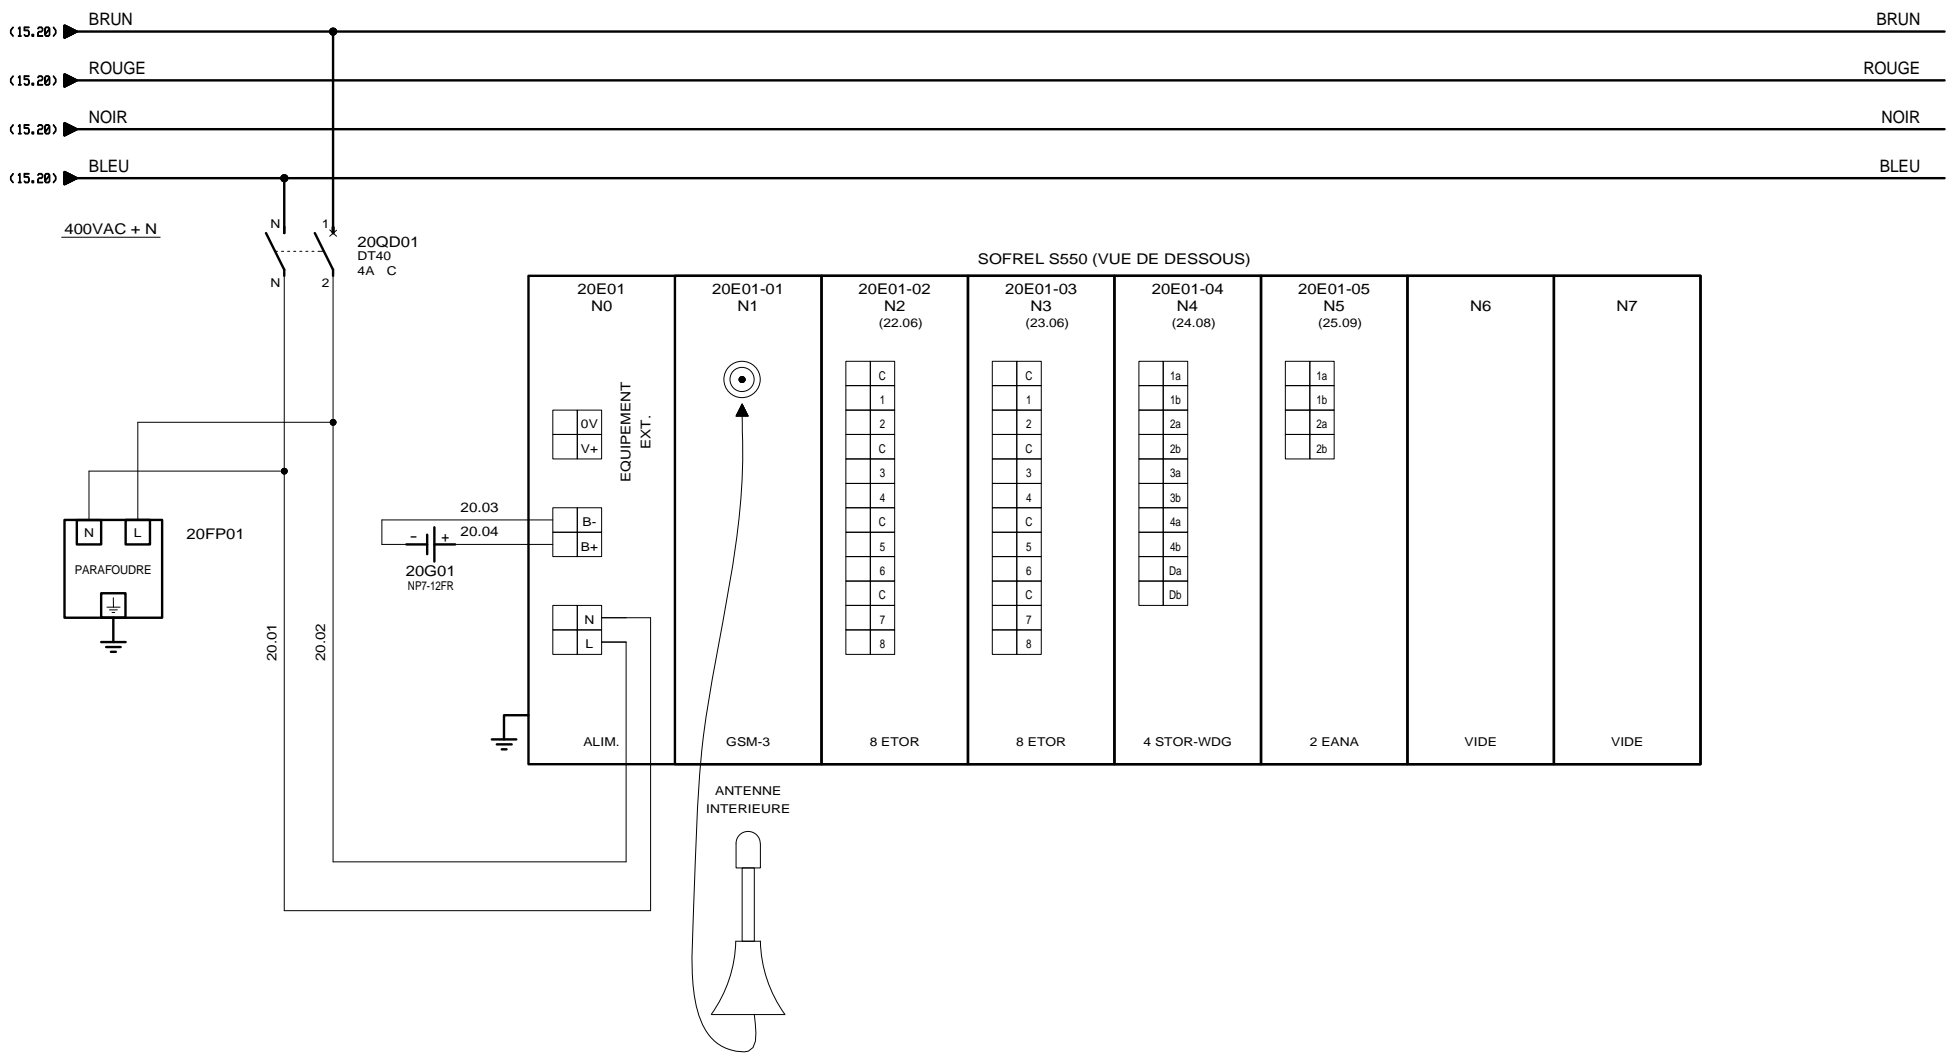 (15.20) BRUN BRUN
(15.20) ROUGE ROUGE
(15.20) NOIR NOIR
(15.20) BLEU BLEU
400VAC + N
N 1
20QD01
DT40
4A C
N 2
SOFREL S550 (VUE DE DESSOUS)
20E01
N0
0V
V+
EQUIPEMENT
EXT.
B-
B+
N
L
ALIM.
20E01-01
N1
GSM-3
20E01-02
N2
(22.06)
C
1
2
C
3
4
C
5
6
C
7
8
8 ETOR
20E01-03
N3
(23.06)
C
1
2
C
3
4
C
5
6
C
7
8
8 ETOR
20E01-04
N4
(24.08)
1a
1b
2a
2b
3a
3b
4a
4b
Da
Db
4 STOR-WDG
20E01-05
N5
(25.09)
1a
1b
2a
2b
2 EANA
N6
VIDE
N7
VIDE
20.03
20.04
- +
20G01
NP7-12FR
N L
20FP01
PARAFOUDRE
20.01
20.02
ANTENNE
INTERIEURE